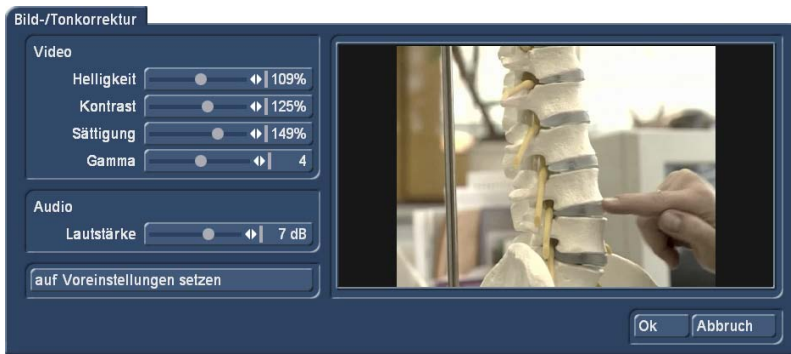 Bild-/Tonkorrektur
Video
Helligkeit 109%
Kontrast 125%
Sättigung 149%
Gamma 4
Audio
Lautstärke 7 dB
auf Voreinstellungen setzen
Ok Abbruch